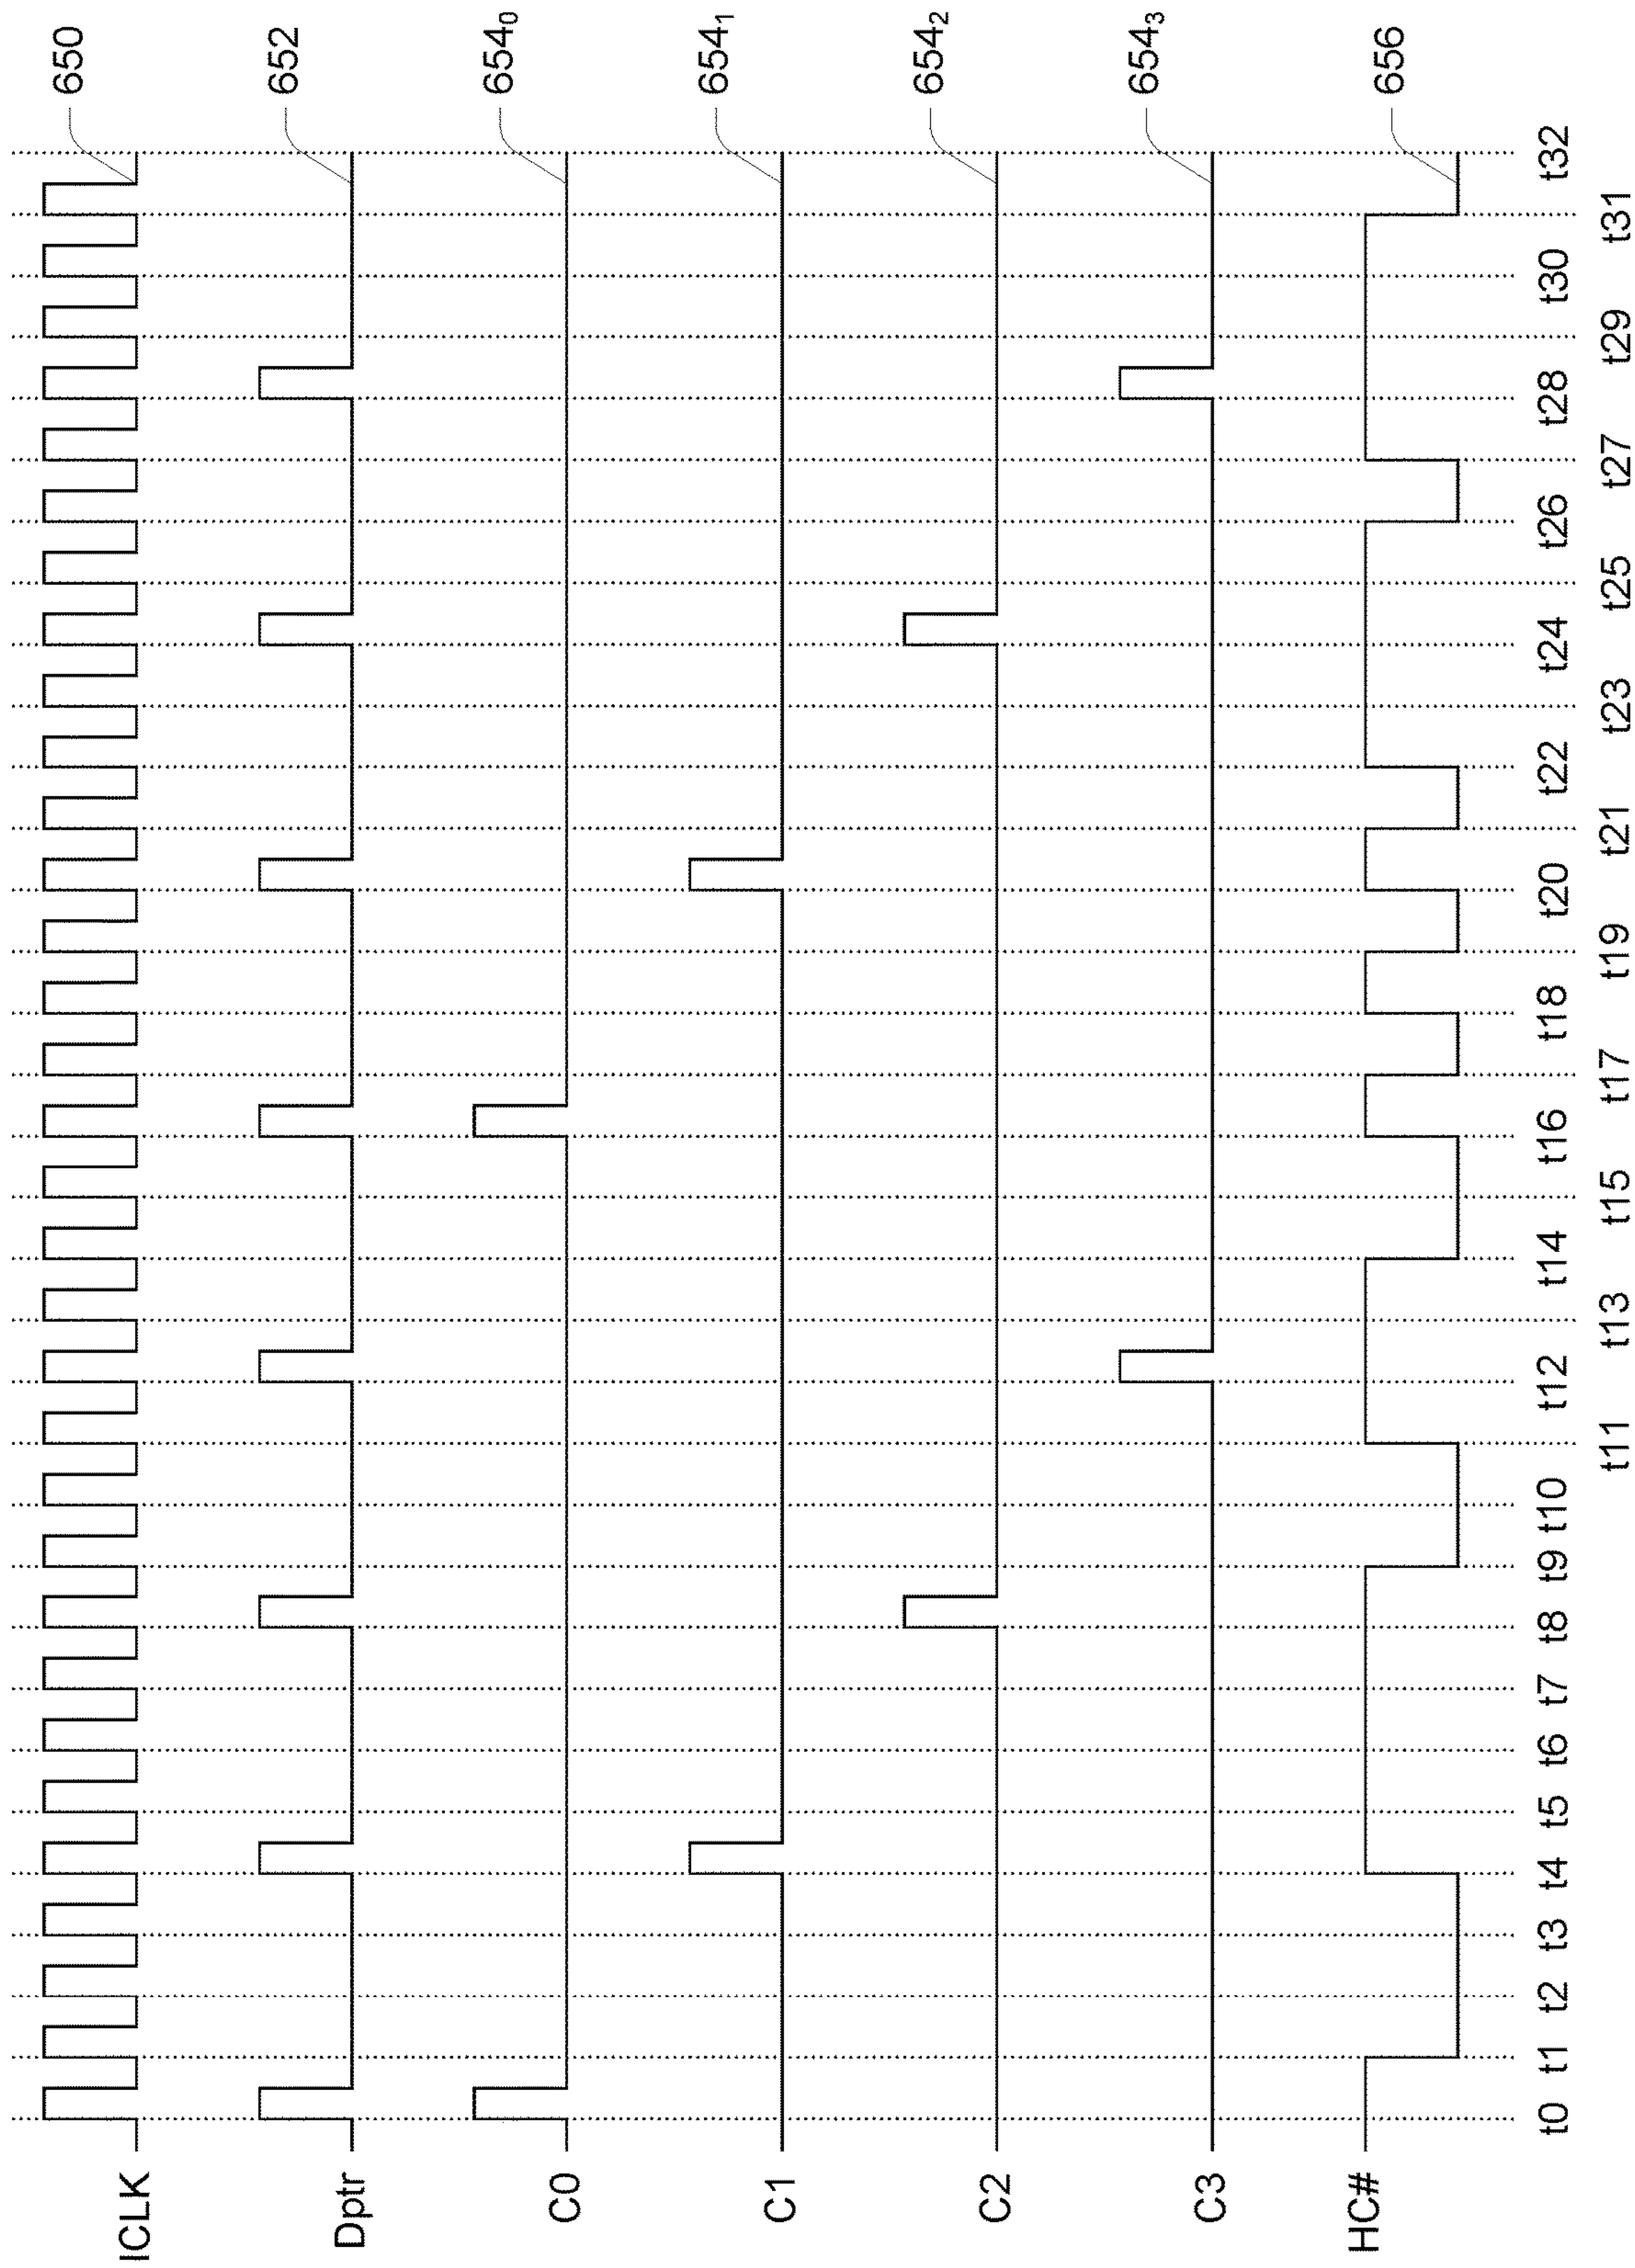 ICLK 650
Dptr 652
C0 654₀
C1 654₁
C2 654₂
C3 654₃
HC# 656
t0 t1 t2 t3 t4 t5 t6 t7 t8 t9 t10 t12 t14 t16 t18 t20 t22 t24 t26 t28 t30 t32
t11 t13 t15 t17 t19 t21 t23 t25 t27 t29 t31